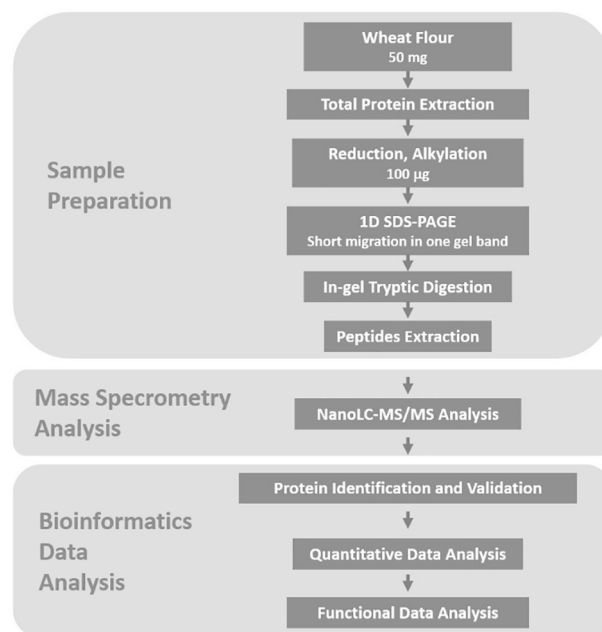 Wheat Flour
50 mg
Total Protein Extraction
Reduction, Alkylation
100 µg
Sample
Preparation
1D SDS-PAGE
Short migration in one gel band
In-gel Tryptic Digestion
Peptides Extraction
Mass Specrometry
Analysis
NanoLC-MS/MS Analysis
Protein Identification and Validation
Bioinformatics
Data
Analysis
Quantitative Data Analysis
Functional Data Analysis